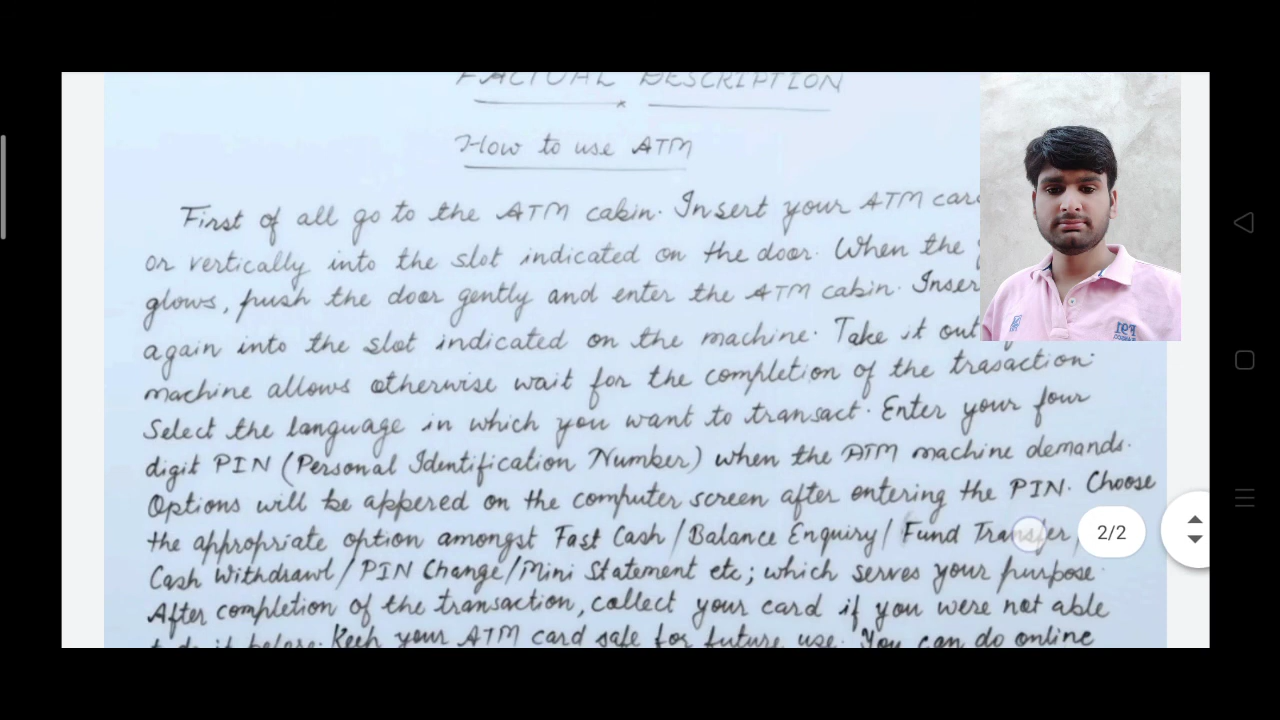 FACTUAL DESCRIPTION
How to use ATM
First of all go to the ATM cabin. Insert your ATM card
or vertically into the slot indicated on the door. When the
glows, push the door gently and enter the ATM cabin. Inser
again into the slot indicated on the machine. Take it out
machine allows otherwise wait for the completion of the trasaction.
Select the language in which you want to transact. Enter your four
digit PIN (Personal Identification Number) when the ATM machine demands.
Options will be appered on the computer screen after entering the PIN. Choose
the appropriate option amongst Fast Cash/Balance Enquiry/Fund Transfer/
2/2
Cash Withdrawl/PIN Change/Mini Statement etc; which serves your purpose.
After completion of the transaction, collect your card if you were not able
to do it before. Keep your ATM card safe for future use. You can do online